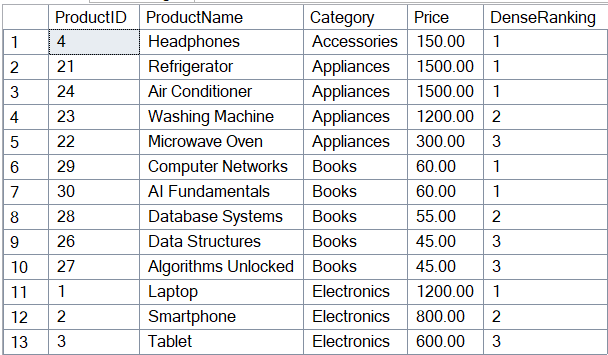 ProductID ProductName Category Price DenseRanking
1 4 Headphones Accessories 150.00 1
2 21 Refrigerator Appliances 1500.00 1
3 24 Air Conditioner Appliances 1500.00 1
4 23 Washing Machine Appliances 1200.00 2
5 22 Microwave Oven Appliances 300.00 3
6 29 Computer Networks Books 60.00 1
7 30 AI Fundamentals Books 60.00 1
8 28 Database Systems Books 55.00 2
9 26 Data Structures Books 45.00 3
10 27 Algorithms Unlocked Books 45.00 3
11 1 Laptop Electronics 1200.00 1
12 2 Smartphone Electronics 800.00 2
13 3 Tablet Electronics 600.00 3